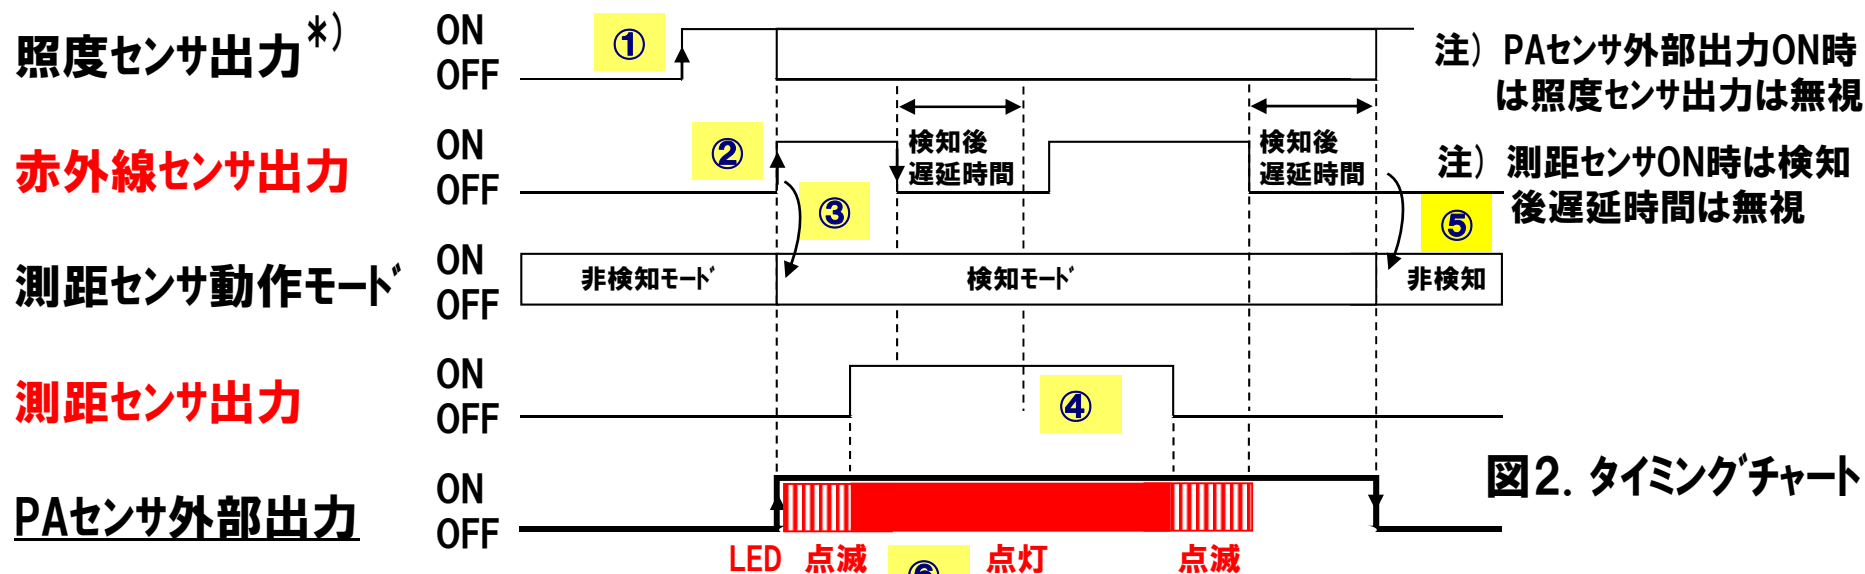 照度センサ出力*)
ON
OFF
①
注) PAセンサ外部出力ON時
は照度センサ出力は無視
赤外線センサ出力
ON
OFF
②
検知後
遅延時間
検知後
遅延時間
注) 測距センサON時は検知
後遅延時間は無視
③
⑤
測距センサ動作モード
ON
OFF
非検知モード
検知モード
非検知
測距センサ出力
ON
OFF
④
図2. タイミングチャート
PAセンサ外部出力
ON
OFF
LED 点滅 点灯 点滅
⑥